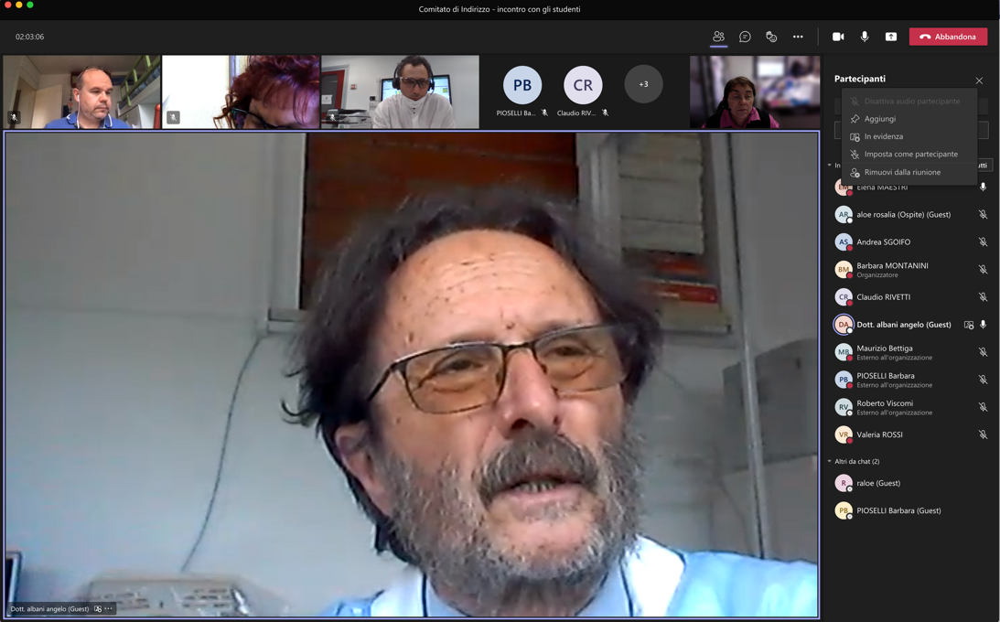 Comitato di Indirizzo - incontro con gli studenti
02:03:06
Abbandona
PB
PIOSELLI Ba...
CR
Claudio RIV...
+3
Partecipanti
Disattiva audio partecipante
Aggiungi
In evidenza
Imposta come partecipante
Rimuovi dalla riunione
In
utti
EM
Elena MAESTRI
AR
aloe rosalia (Ospite) (Guest)
AS
Andrea SGOIFO
BM
Barbara MONTANINI
Organizzatore
CR
Claudio RIVETTI
DA
Dott. albani angelo (Guest)
MB
Maurizio Bettiga
Esterno all'organizzazione
PB
PIOSELLI Barbara
Esterno all'organizzazione
RV
Roberto Viscomi
Esterno all'organizzazione
VR
Valeria ROSSI
Altri da chat (2)
R
raloe (Guest)
PB
PIOSELLI Barbara (Guest)
Dott. albani angelo (Guest)